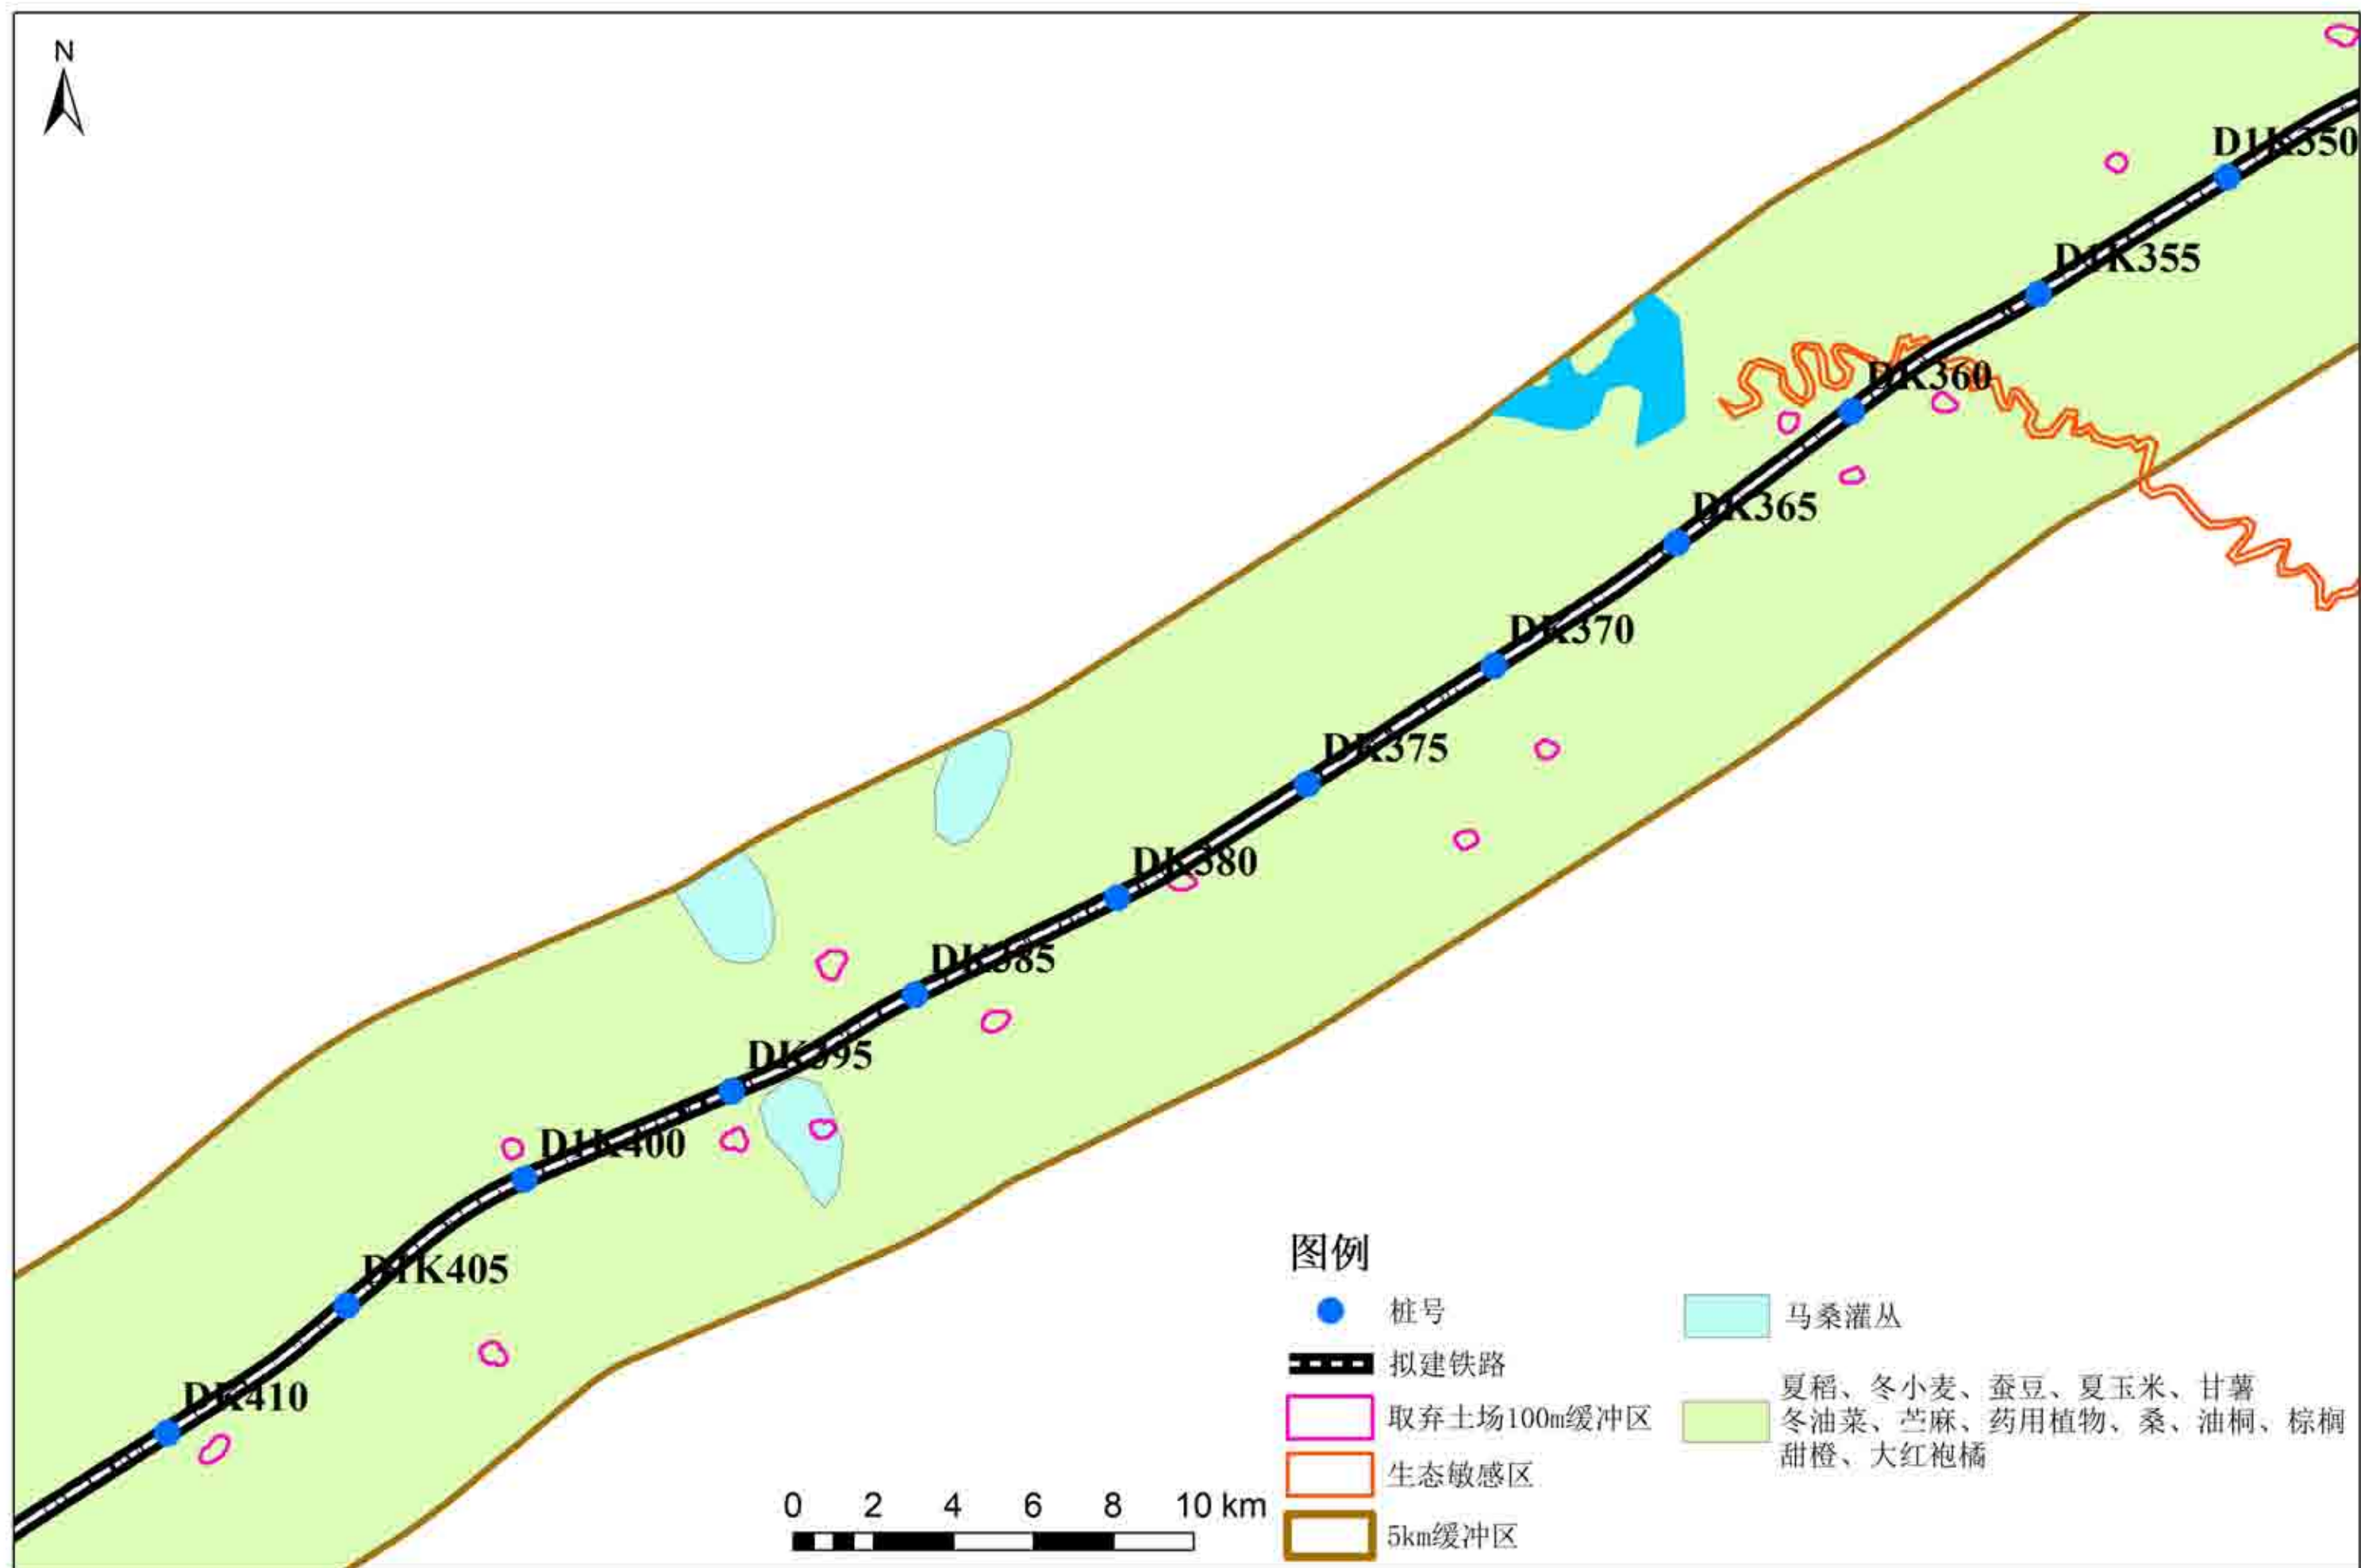 N
D1K350
D1K355
DK360
DK365
DK370
DK375
DK380
DK385
DK395
D1K400
D1K405
DK410
图例
桩号
拟建铁路
取弃土场100m缓冲区
生态敏感区
5km缓冲区
马桑灌丛
夏稻、冬小麦、蚕豆、夏玉米、甘薯
冬油菜、苎麻、药用植物、桑、油桐、棕榈
甜橙、大红袍橘
0 2 4 6 8 10 km